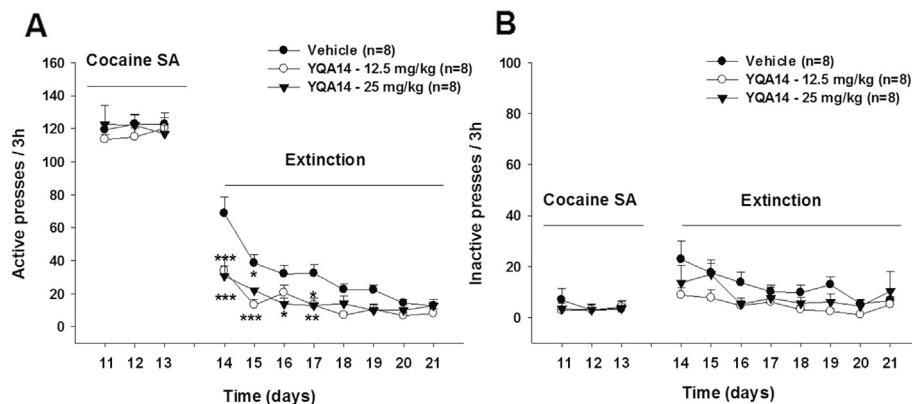 A
Cocaine SA
Vehicle (n=8)
YQA14 - 12.5 mg/kg (n=8)
YQA14 - 25 mg/kg (n=8)
Extinction
Active presses / 3h
160
140
120
100
80
60
40
20
0
***
*
*
***
***
*
**
11 12 13 14 15 16 17 18 19 20 21
Time (days)
B
Vehicle (n=8)
YQA14 - 12.5 mg/kg (n=8)
YQA14 - 25 mg/kg (n=8)
Cocaine SA
Extinction
Inactive presses / 3h
100
80
60
40
20
0
11 12 13 14 15 16 17 18 19 20 21
Time (days)